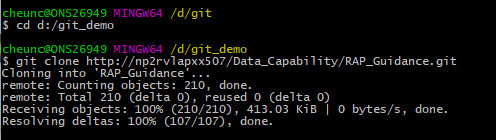 cheunc@ONS26949 MINGW64 /d/git
$ cd d:/git_demo
cheunc@ONS26949 MINGW64 /d/git_demo
$ git clone http://np2rvlapxx507/Data_Capability/RAP_Guidance.git
Cloning into 'RAP_Guidance'...
remote: Counting objects: 210, done.
remote: Total 210 (delta 0), reused 0 (delta 0)
Receiving objects: 100% (210/210), 413.03 KiB | 0 bytes/s, done.
Resolving deltas: 100% (107/107), done.